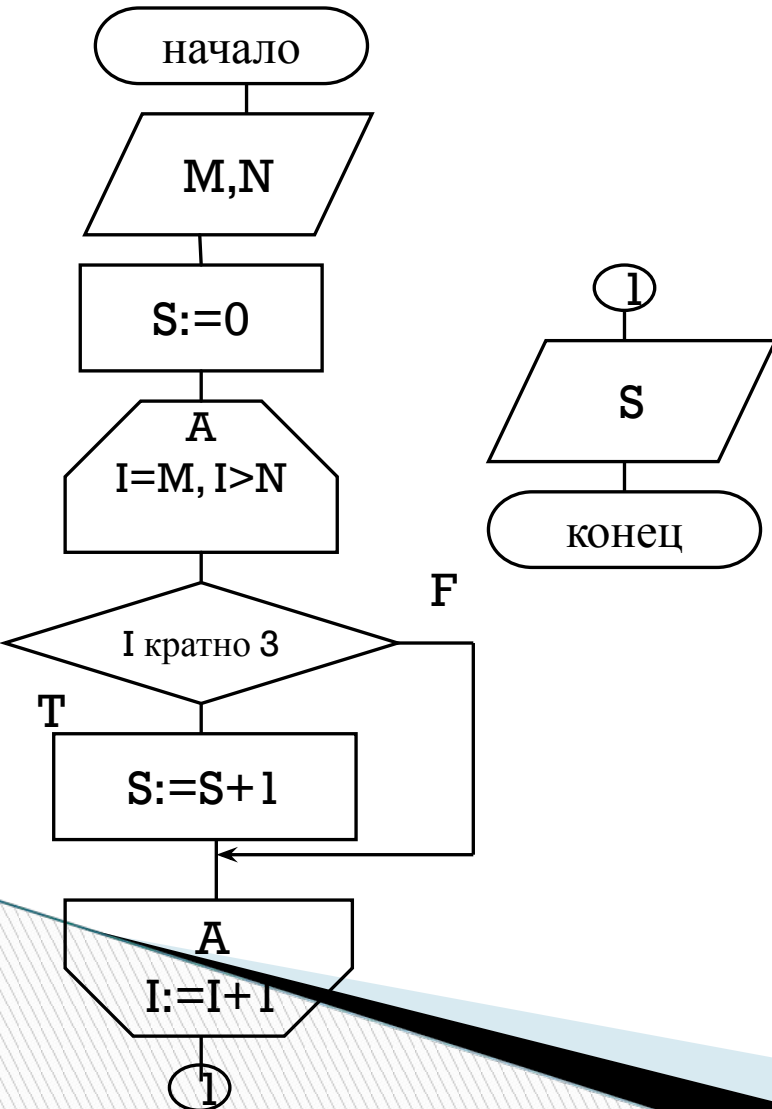 начало
M,N
S:=0
A
I=M, I>N
I кратно 3
F
T
S:=S+1
A
I:=I+1
1
1
S
конец